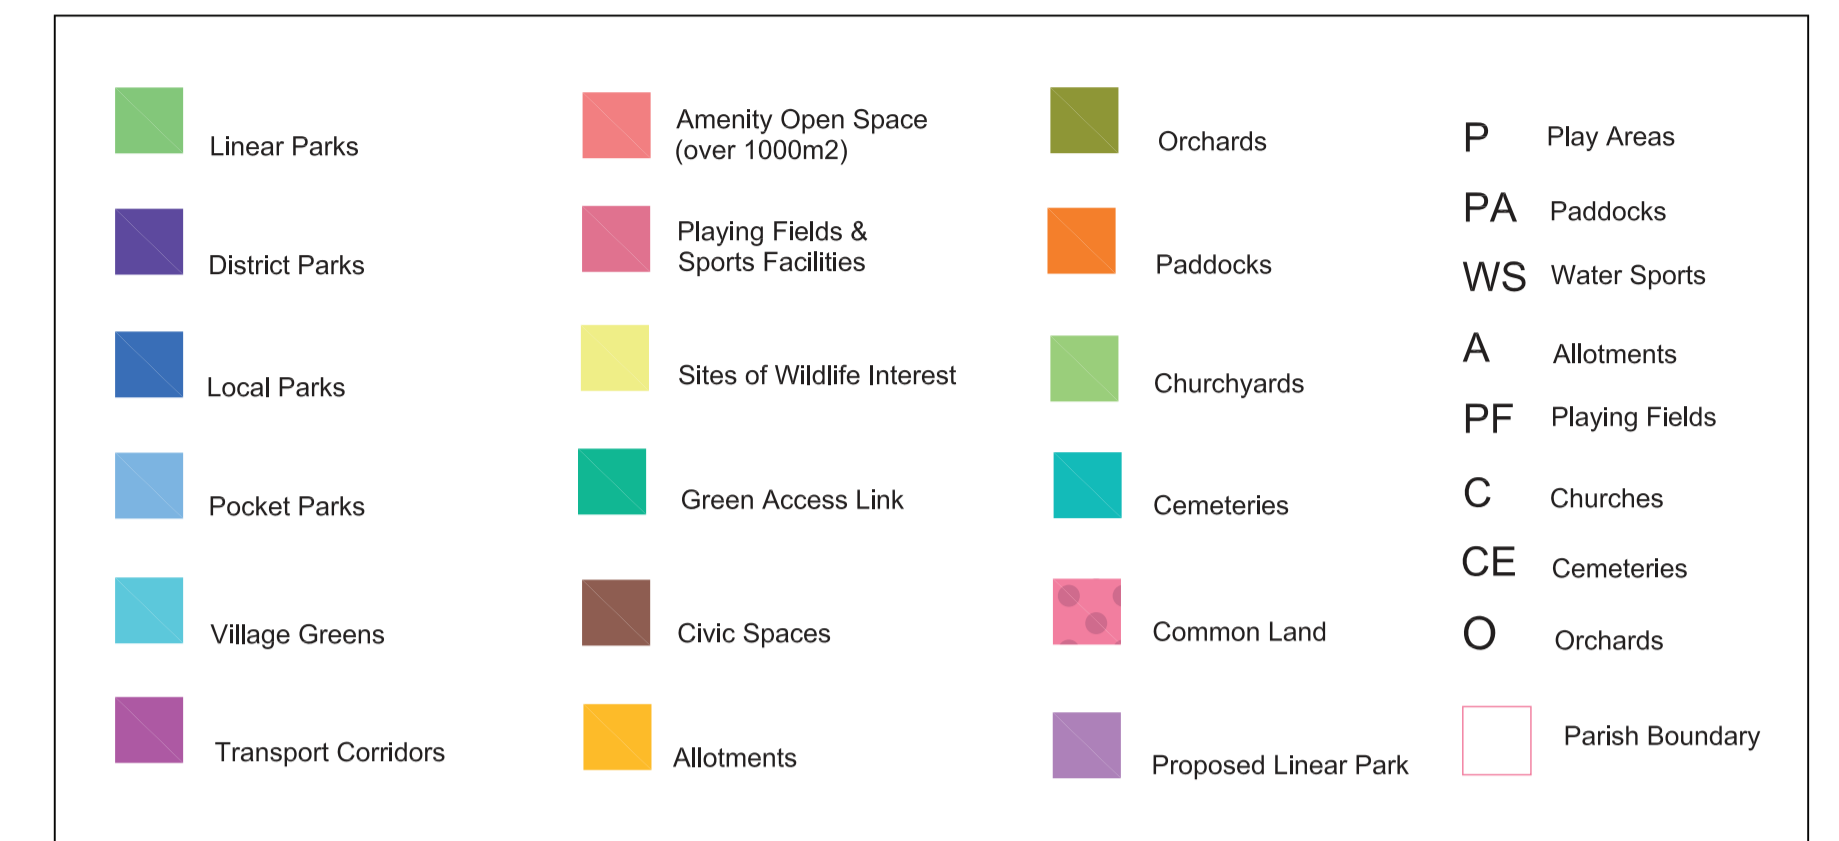 Linear Parks
District Parks
Local Parks
Pocket Parks
Village Greens
Transport Corridors
Amenity Open Space
(over 1000m2)
Playing Fields &
Sports Facilities
Sites of Wildlife Interest
Green Access Link
Civic Spaces
Allotments
Orchards
Paddocks
Churchyards
Cemeteries
Common Land
Proposed Linear Park
P Play Areas
PA Paddocks
WS Water Sports
A Allotments
PF Playing Fields
C Churches
CE Cemeteries
O Orchards
Parish Boundary